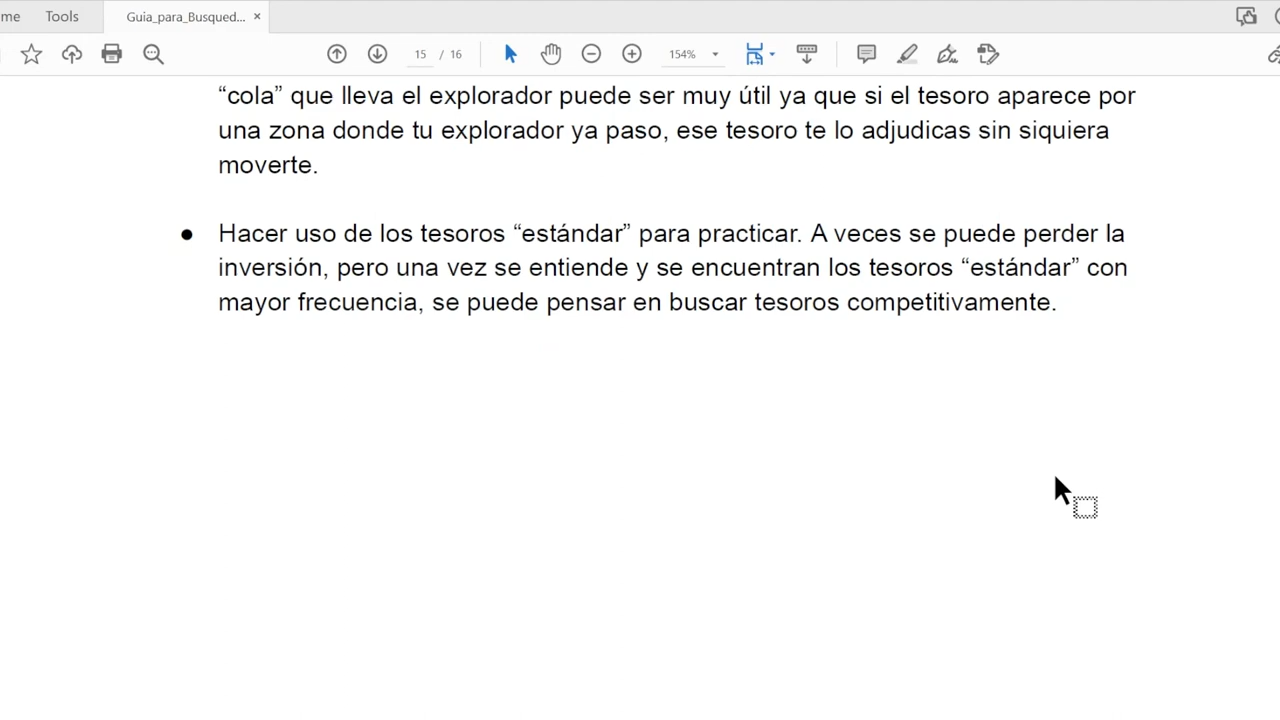 me Tools Guia_para_Busqued... ×
15 / 16 154%
“cola” que lleva el explorador puede ser muy útil ya que si el tesoro aparece por
una zona donde tu explorador ya paso, ese tesoro te lo adjudicas sin siquiera
moverte.
● Hacer uso de los tesoros “estándar” para practicar. A veces se puede perder la
inversión, pero una vez se entiende y se encuentran los tesoros “estándar” con
mayor frecuencia, se puede pensar en buscar tesoros competitivamente.